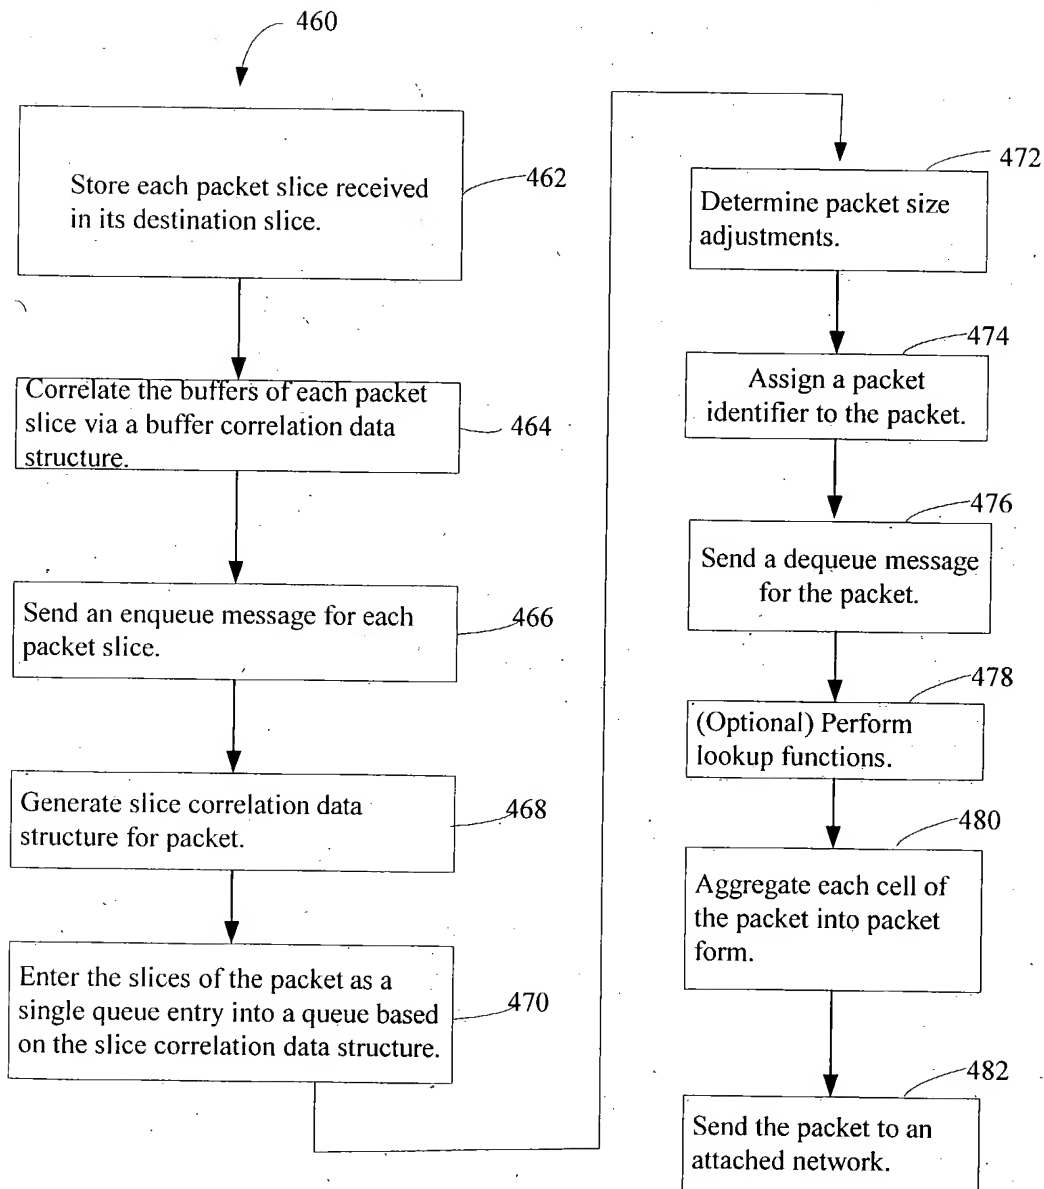 460
Store each packet slice received
in its destination slice.
462
Correlate the buffers of each packet
slice via a buffer correlation data
structure.
464
Send an enqueue message for each
packet slice.
466
Generate slice correlation data
structure for packet.
468
Enter the slices of the packet as a
single queue entry into a queue based
on the slice correlation data structure.
470
472
Determine packet size
adjustments.
474
Assign a packet
identifier to the packet.
476
Send a dequeue message
for the packet.
478
(Optional) Perform
lookup functions.
480
Aggregate each cell of
the packet into packet
form.
482
Send the packet to an
attached network.